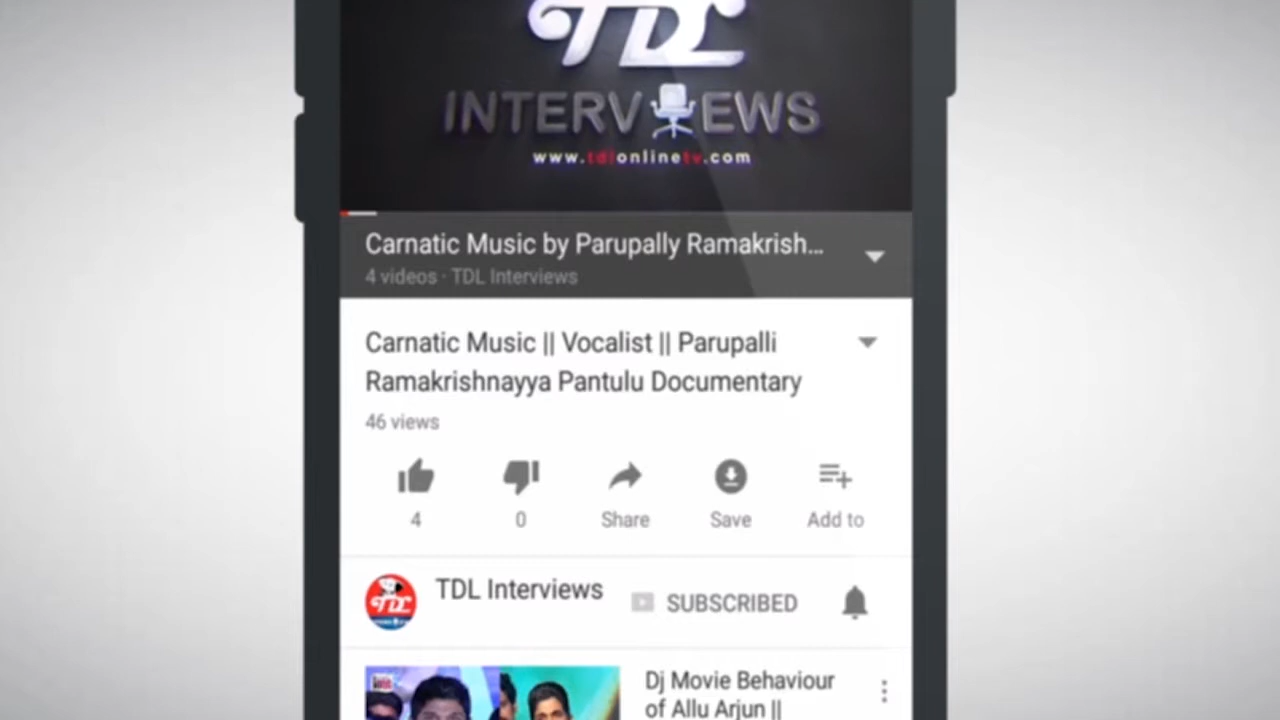 TDL
INTERVIEWS
www.tdlonlinetv.com
Carnatic Music by Parupally Ramakrish...
4 videos · TDL Interviews
Carnatic Music || Vocalist || Parupalli
Ramakrishnayya Pantulu Documentary
46 views
4
0
Share
Save
Add to
TDL
TDL Interviews
SUBSCRIBED
Dj Movie Behaviour
of Allu Arjun ||